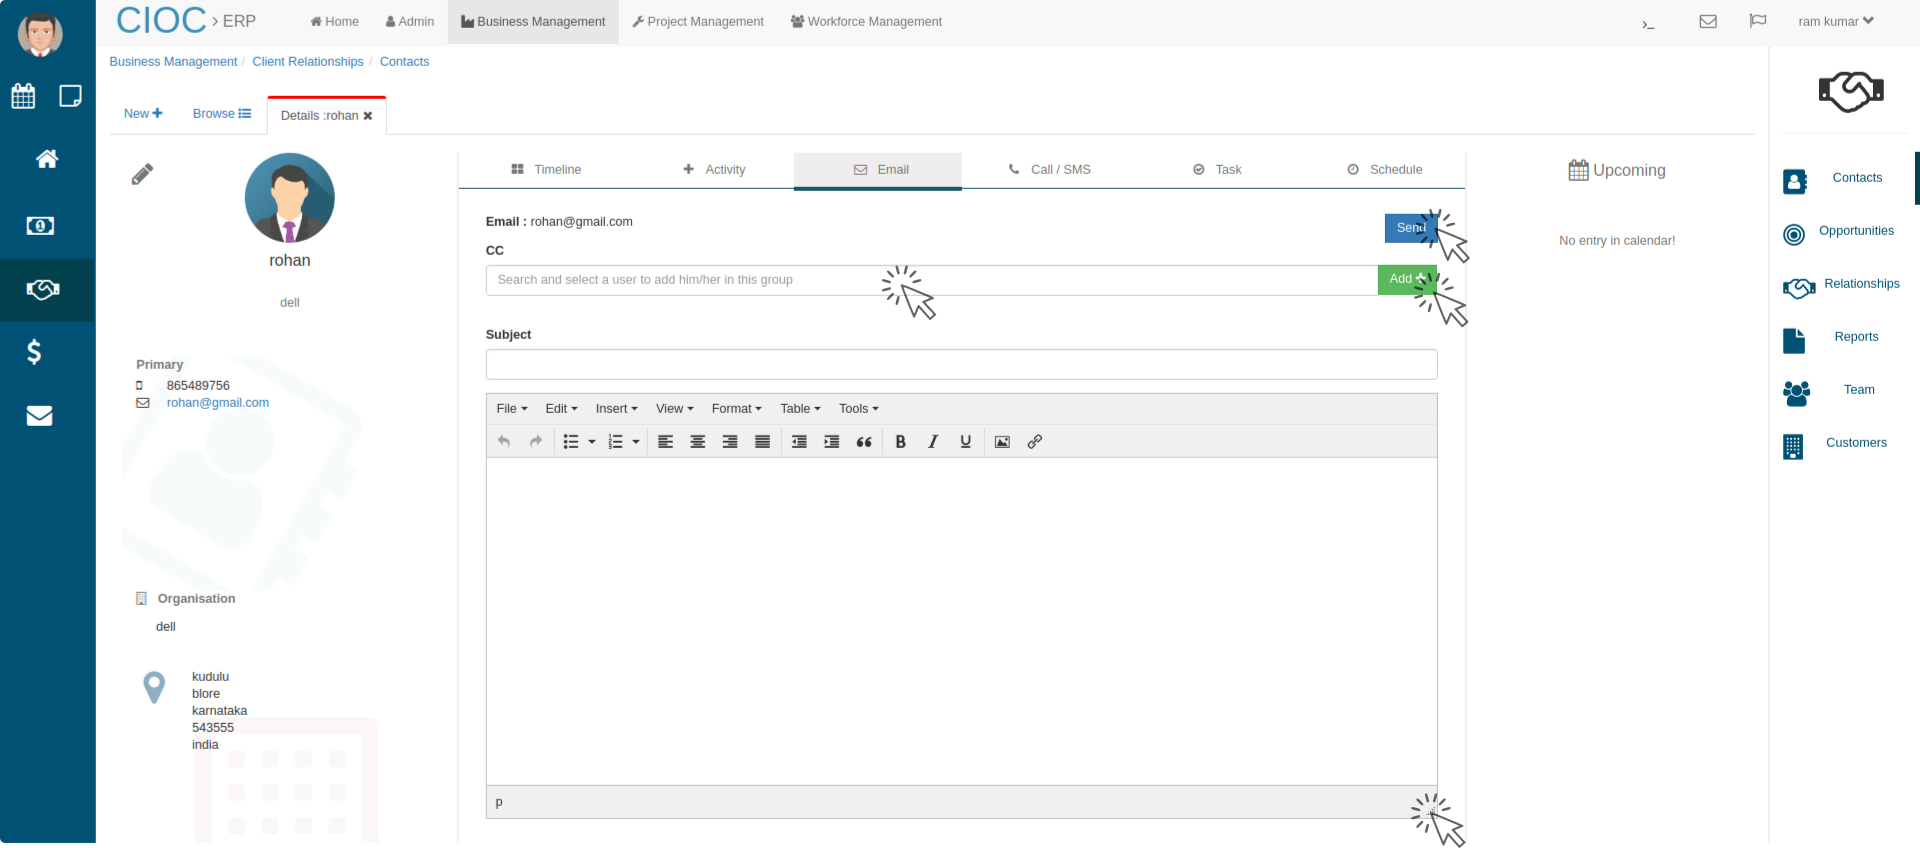 CIOC > ERP
Home
Admin
Business Management
Project Management
Workforce Management
>_
ram kumar
Business Management / Client Relationships / Contacts
New
Browse
Details :rohan
rohan
dell
Primary
865489756
rohan@gmail.com
Organisation
dell
kudulu
blore
karnataka
543555
india
Timeline
Activity
Email
Call / SMS
Task
Schedule
Email : rohan@gmail.com
Send
CC
Search and select a user to add him/her in this group
Add
Subject
File
Edit
Insert
View
Format
Table
Tools
B I U
p
Upcoming
No entry in calendar!
Contacts
Opportunities
Relationships
Reports
Team
Customers